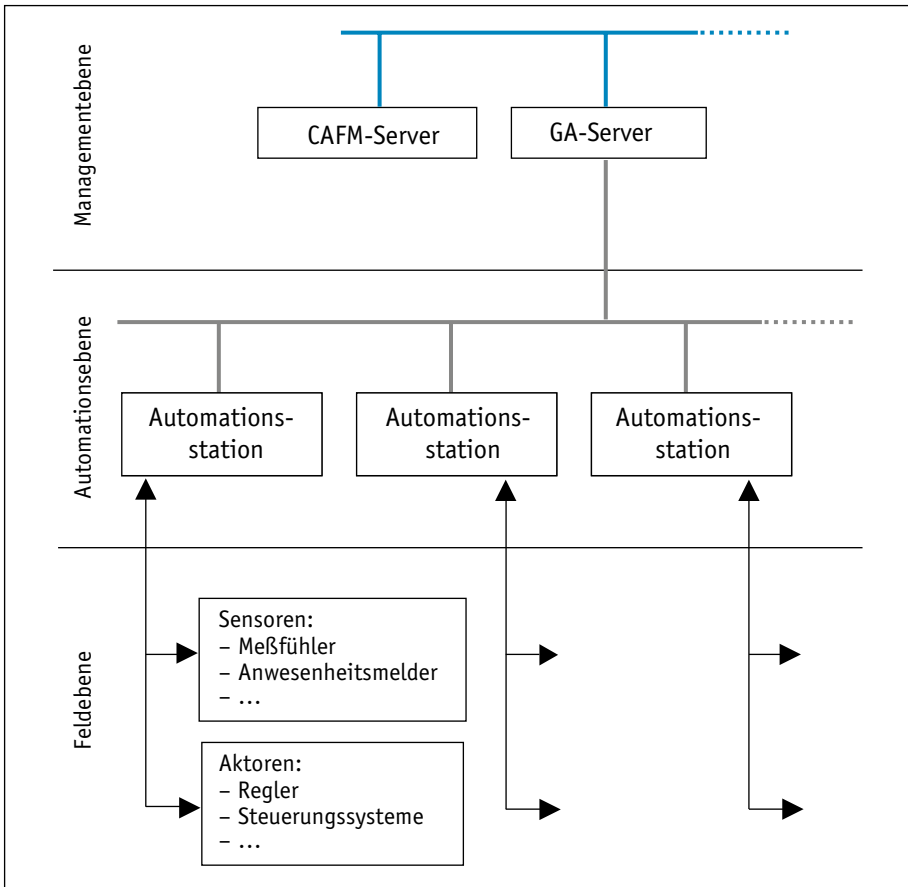 Managementebene
CAFM-Server
GA-Server
Automationsebene
Automations-
station
Automations-
station
Automations-
station
Feldebene
Sensoren:
– Meßfühler
– Anwesenheitsmelder
– ...
Aktoren:
– Regler
– Steuerungssysteme
– ...